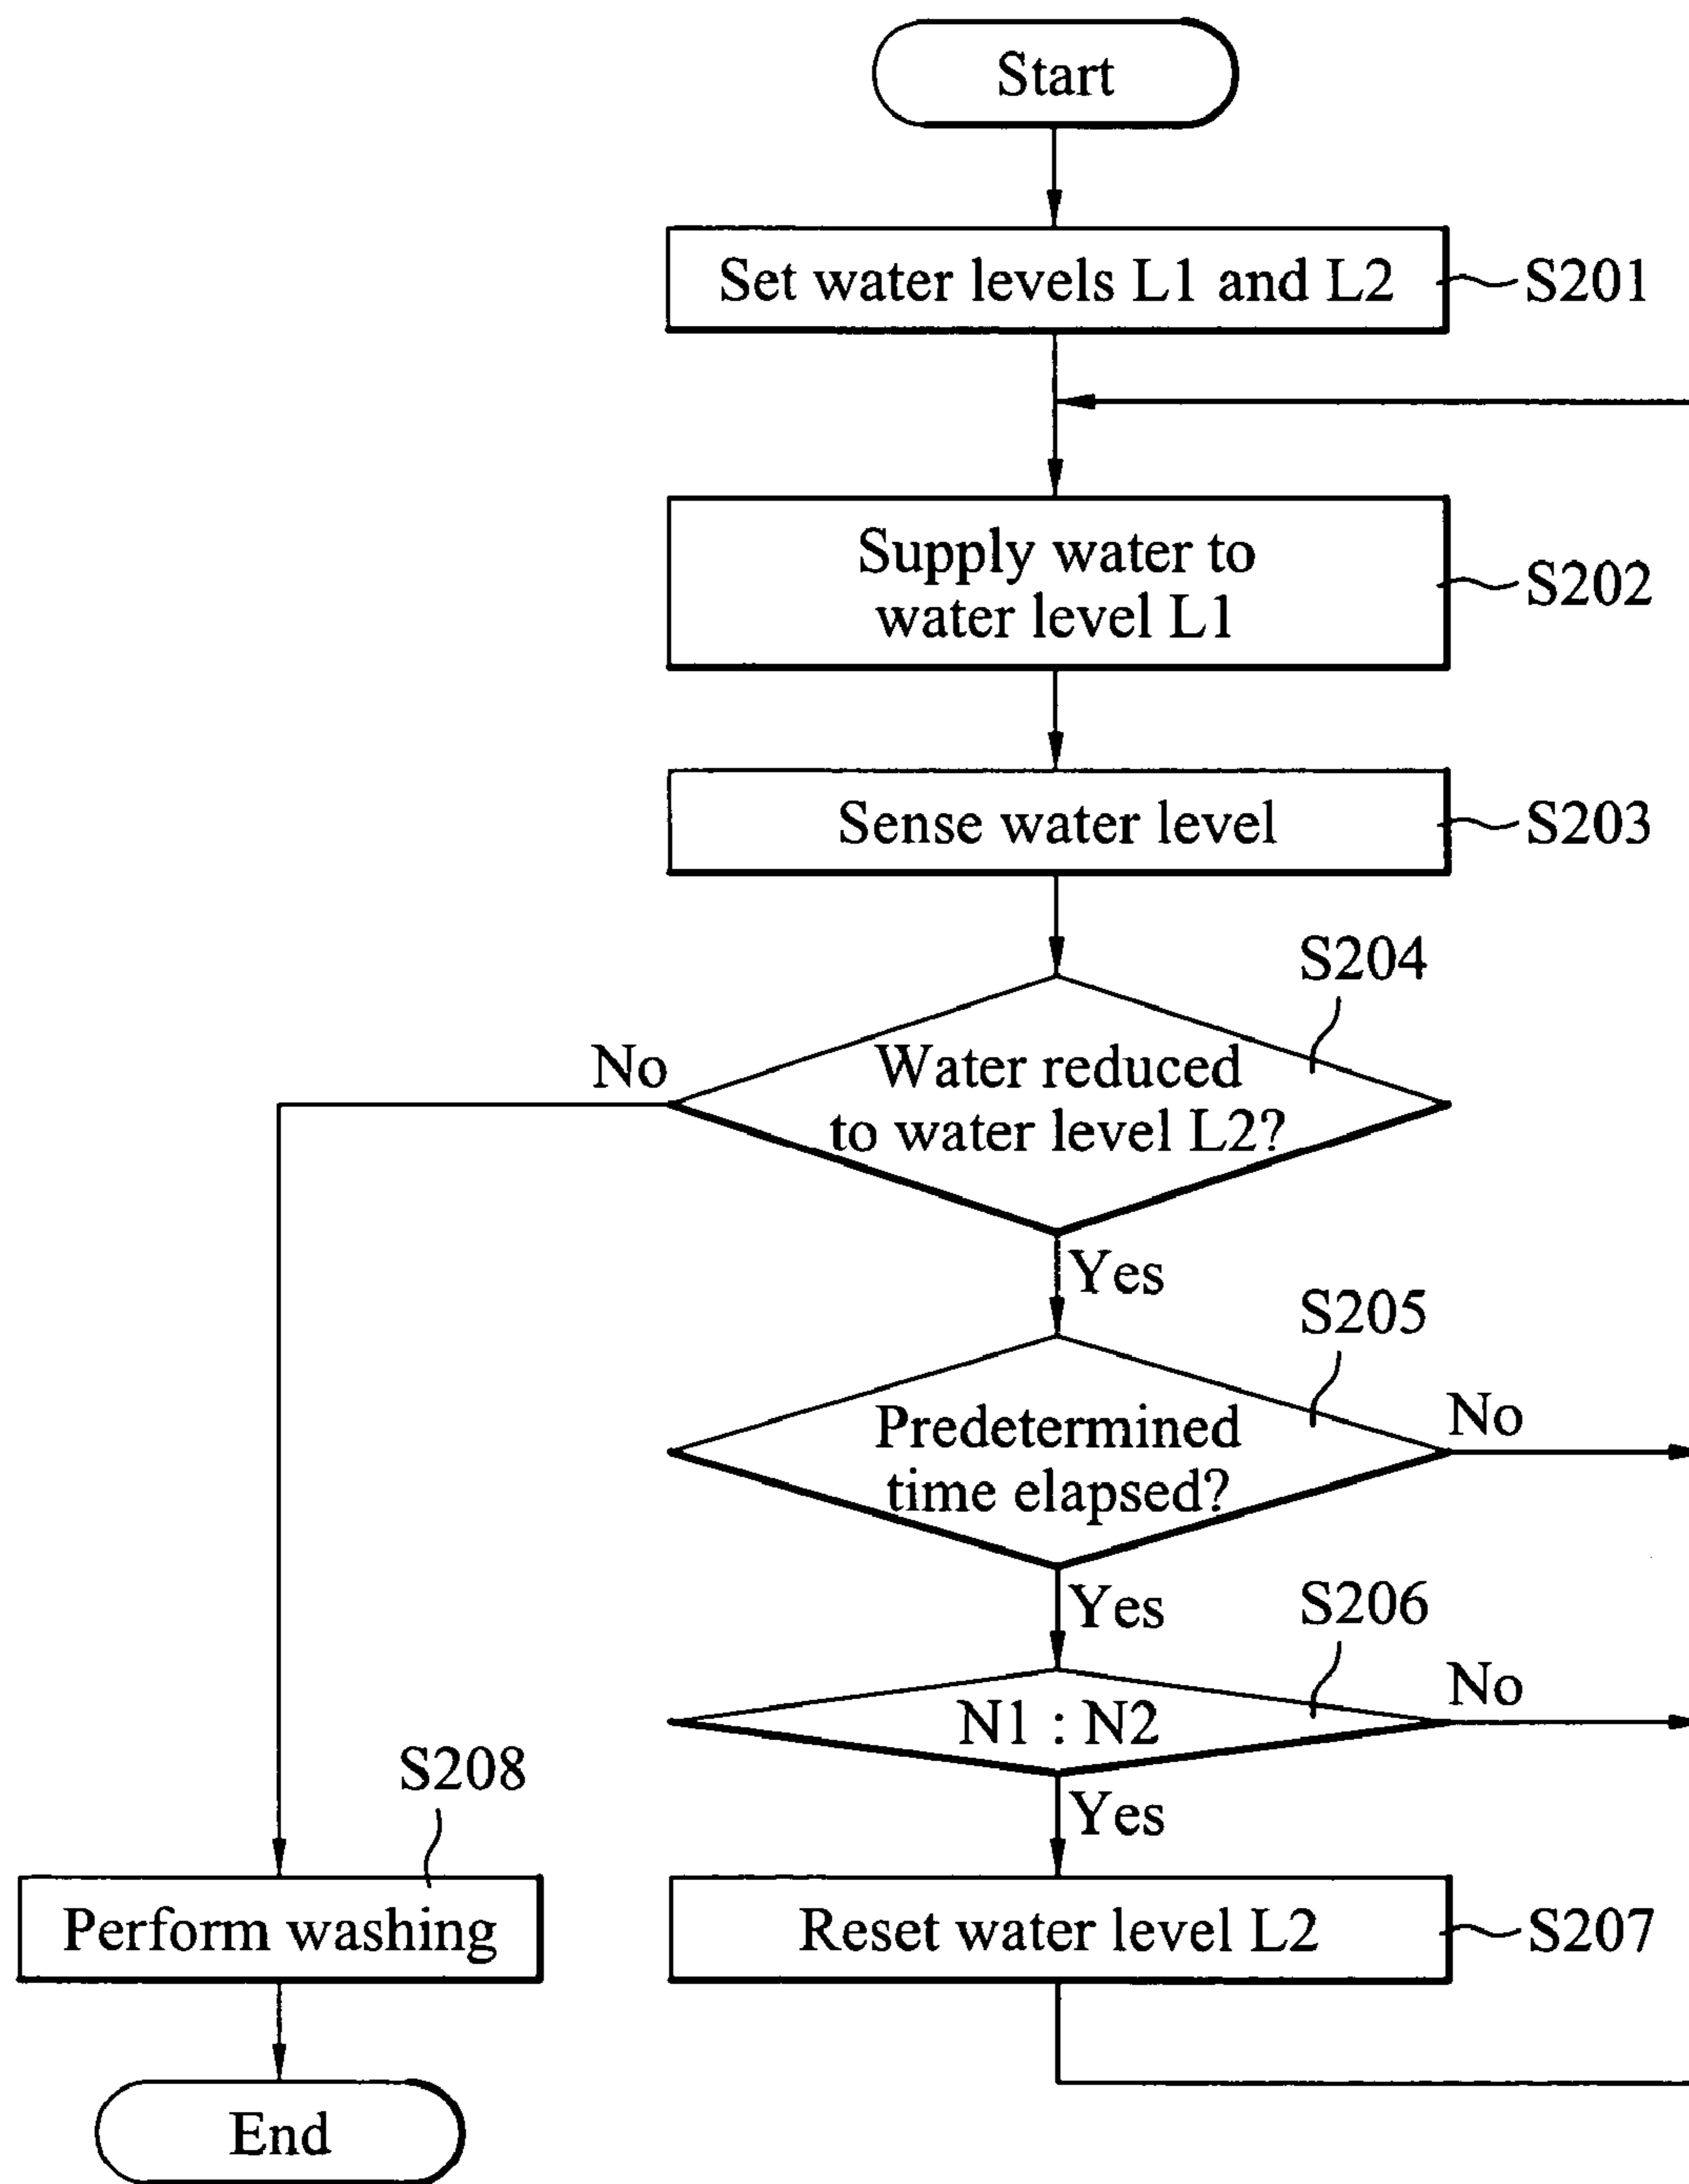 Start
Set water levels L1 and L2
S201
Supply water to
water level L1
S202
Sense water level
S203
S204
No
Water reduced
to water level L2?
Yes
S205
Predetermined
time elapsed?
No
Yes
S206
N1 : N2
No
Yes
S208
Perform washing
Reset water level L2
S207
End